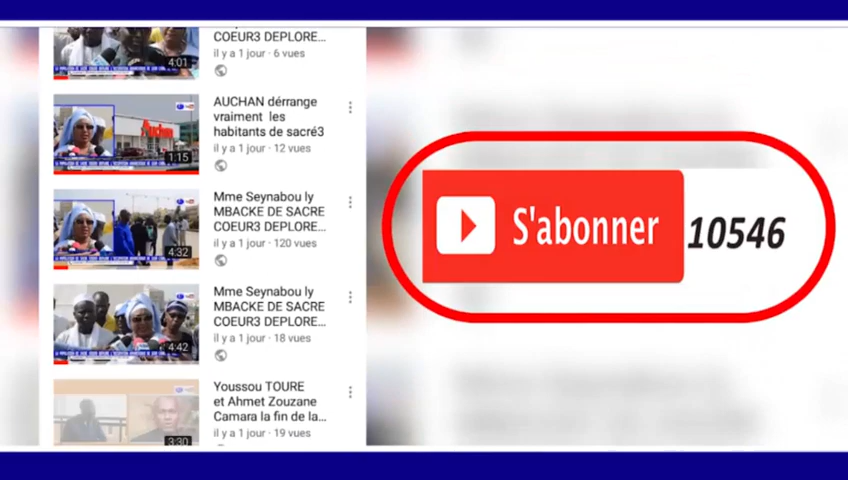 COEUR3 DEPLORE...
il y a 1 jour · 6 vues
4:01
AUCHAN dérrange
vraiment les
habitants de sacré3
il y a 1 jour · 12 vues
Auchan
1:15
Mme Seynabou ly
MBACKE DE SACRE
COEUR3 DEPLORE...
il y a 1 jour · 120 vues
4:32
Mme Seynabou ly
MBACKE DE SACRE
COEUR3 DEPLORE...
il y a 1 jour · 18 vues
4:42
Youssou TOURE
et Ahmet Zouzane
Camara la fin de la...
il y a 1 jour · 19 vues
3:30
S'abonner
10546